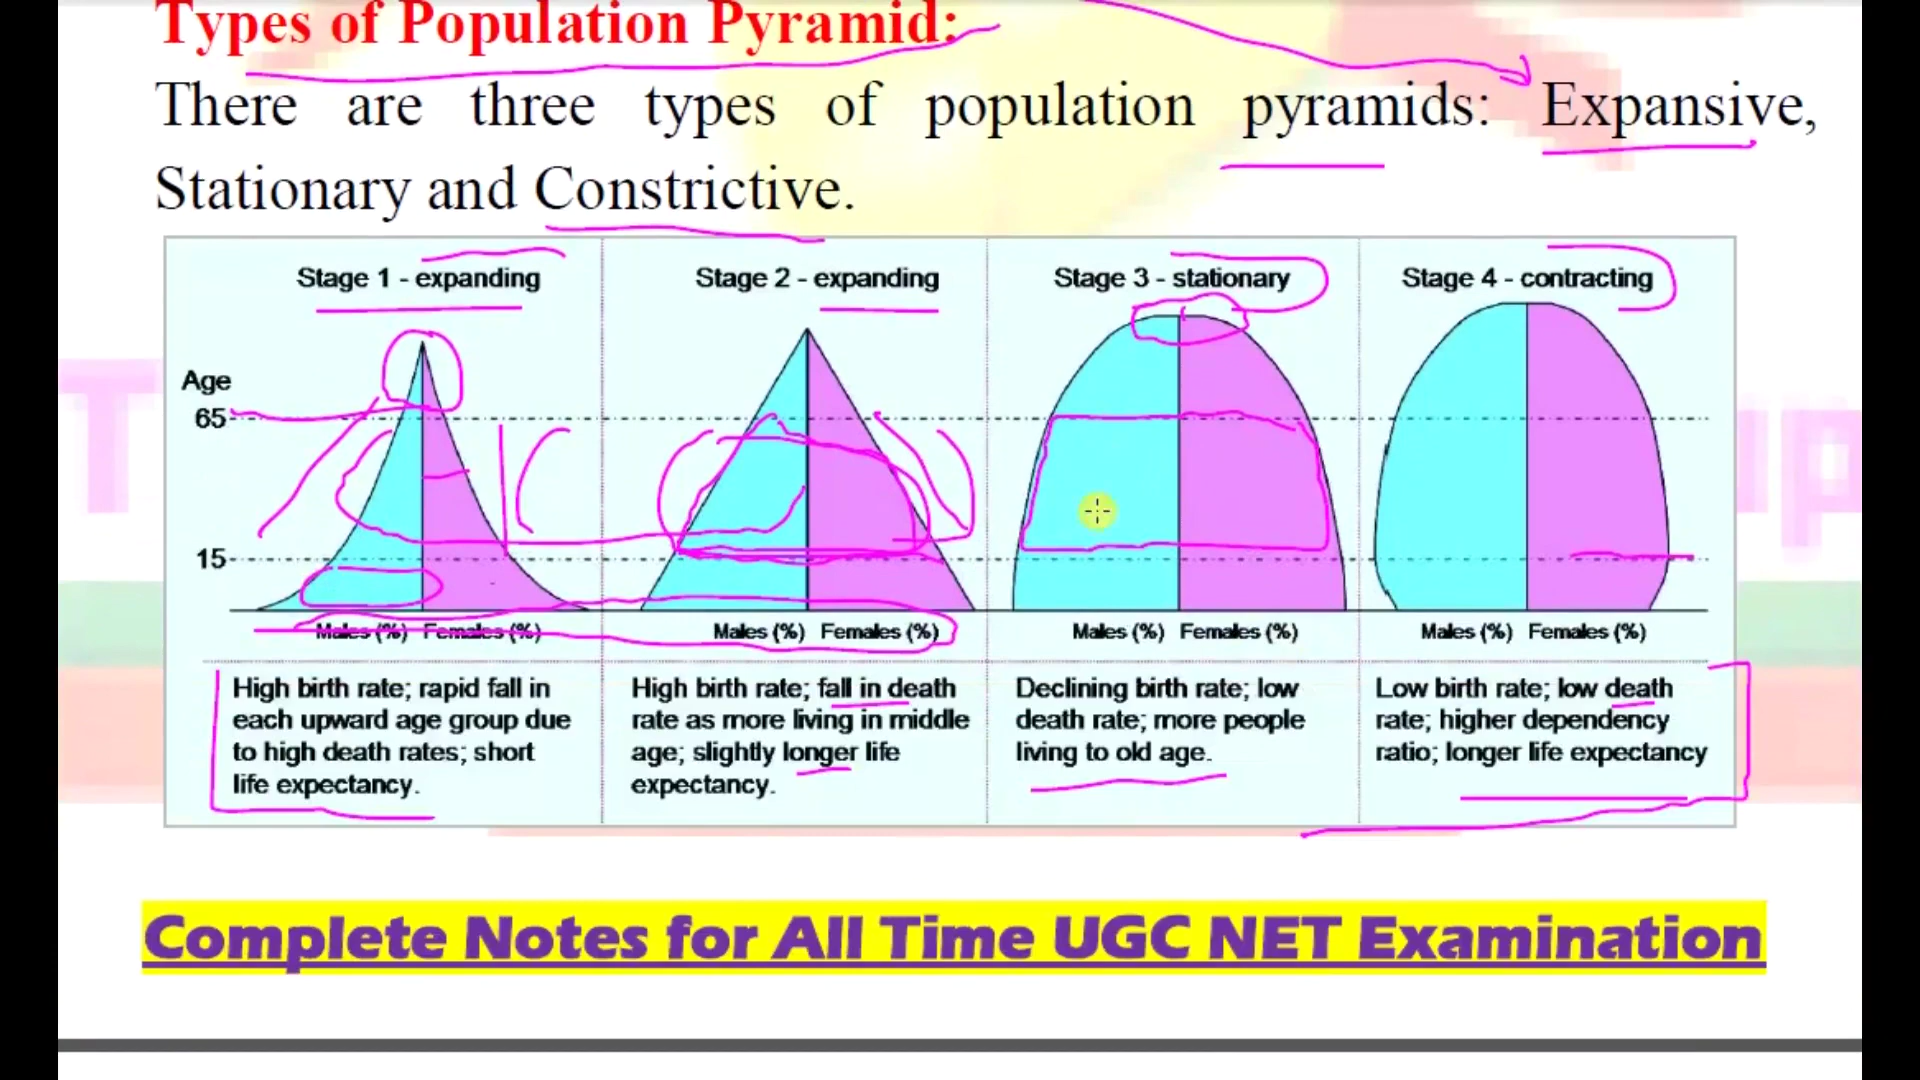 Types of Population Pyramid:
There are three types of population pyramids: Expansive,
Stationary and Constrictive.
Stage 1 - expanding
Stage 2 - expanding
Stage 3 - stationary
Stage 4 - contracting
Age
65
15
Males (%) Females (%)
Males (%) Females (%)
Males (%) Females (%)
Males (%) Females (%)
High birth rate; rapid fall in
each upward age group due
to high death rates; short
life expectancy.
High birth rate; fall in death
rate as more living in middle
age; slightly longer life
expectancy.
Declining birth rate; low
death rate; more people
living to old age.
Low birth rate; low death
rate; higher dependency
ratio; longer life expectancy
Complete Notes for All Time UGC NET Examination